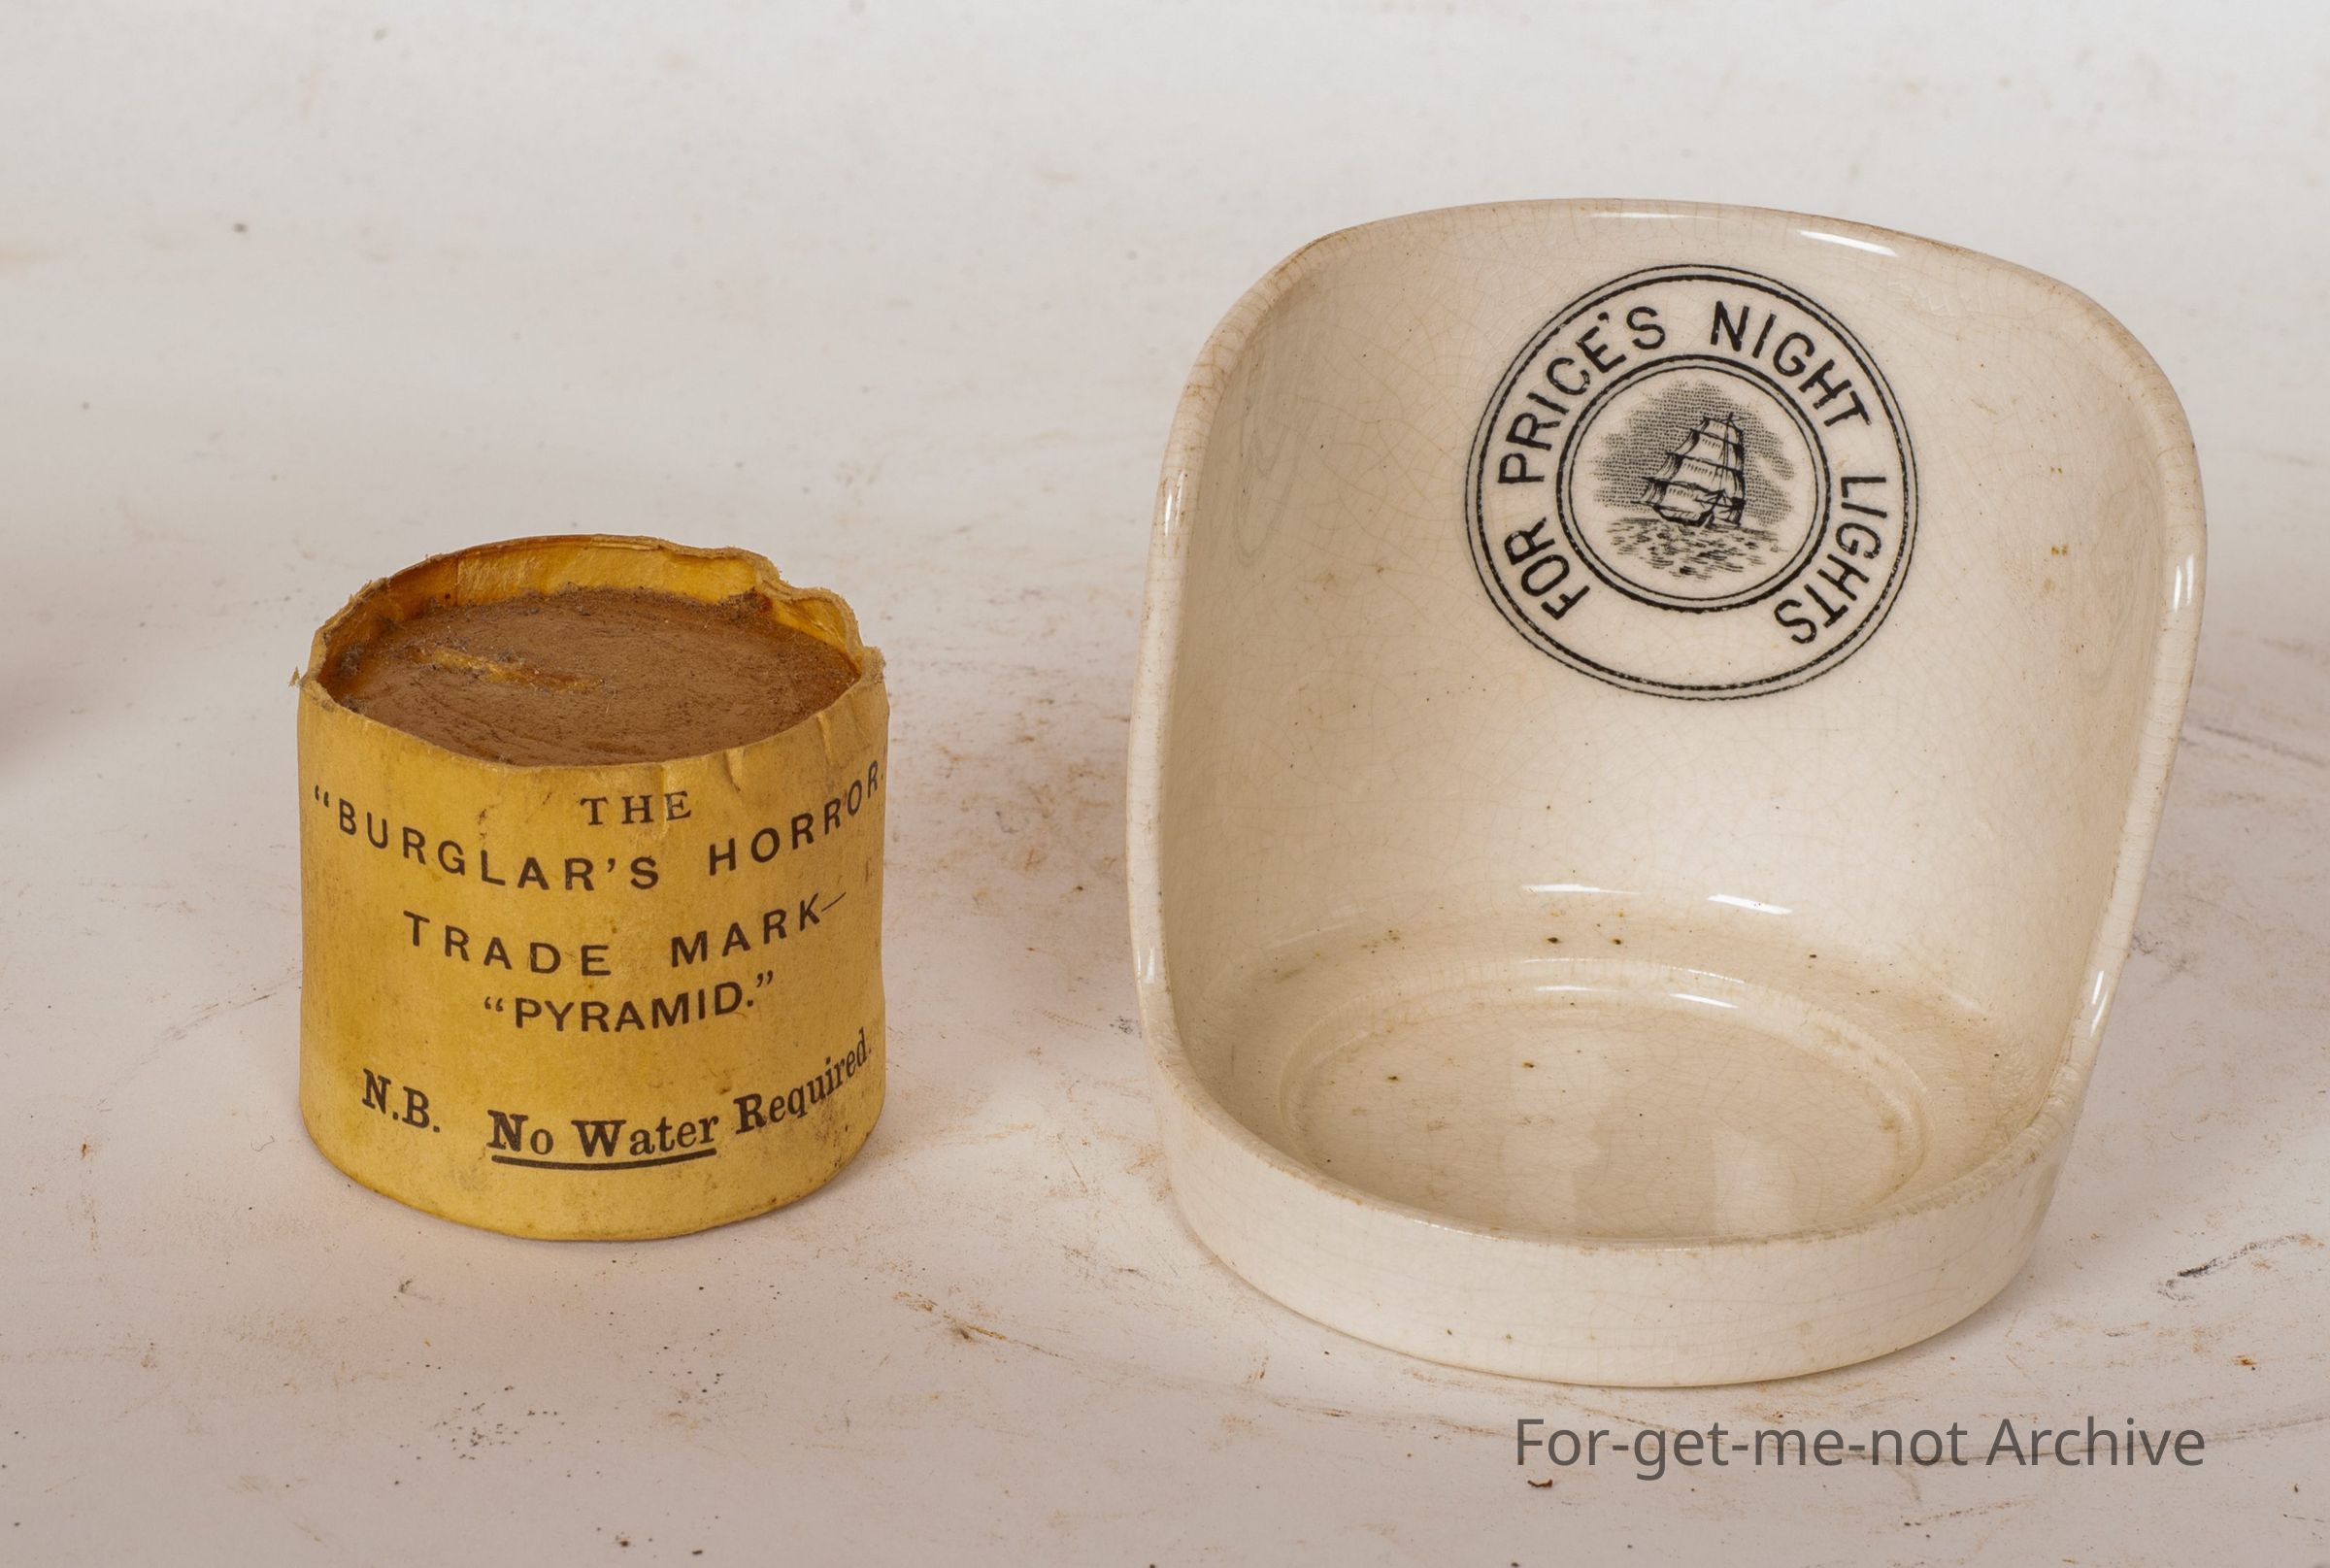 THE
“BURGLAR’S HORROR.
TRADE MARK—
“PYRAMID.”
N.B. No Water Required.
FOR PRICE’S NIGHT LIGHTS
For-get-me-not Archive